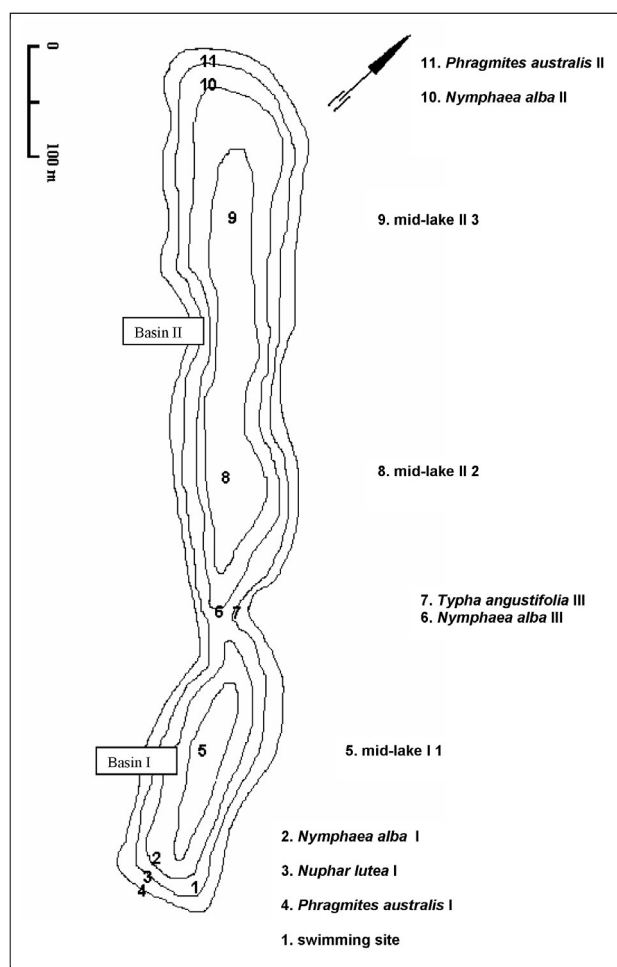 0
100 m
11
10
9
8
6 7
5
2
3
4
1
Basin II
Basin I
11. Phragmites australis II
10. Nymphaea alba II
9. mid-lake II 3
8. mid-lake II 2
7. Typha angustifolia III
6. Nymphaea alba III
5. mid-lake I 1
2. Nymphaea alba I
3. Nuphar lutea I
4. Phragmites australis I
1. swimming site